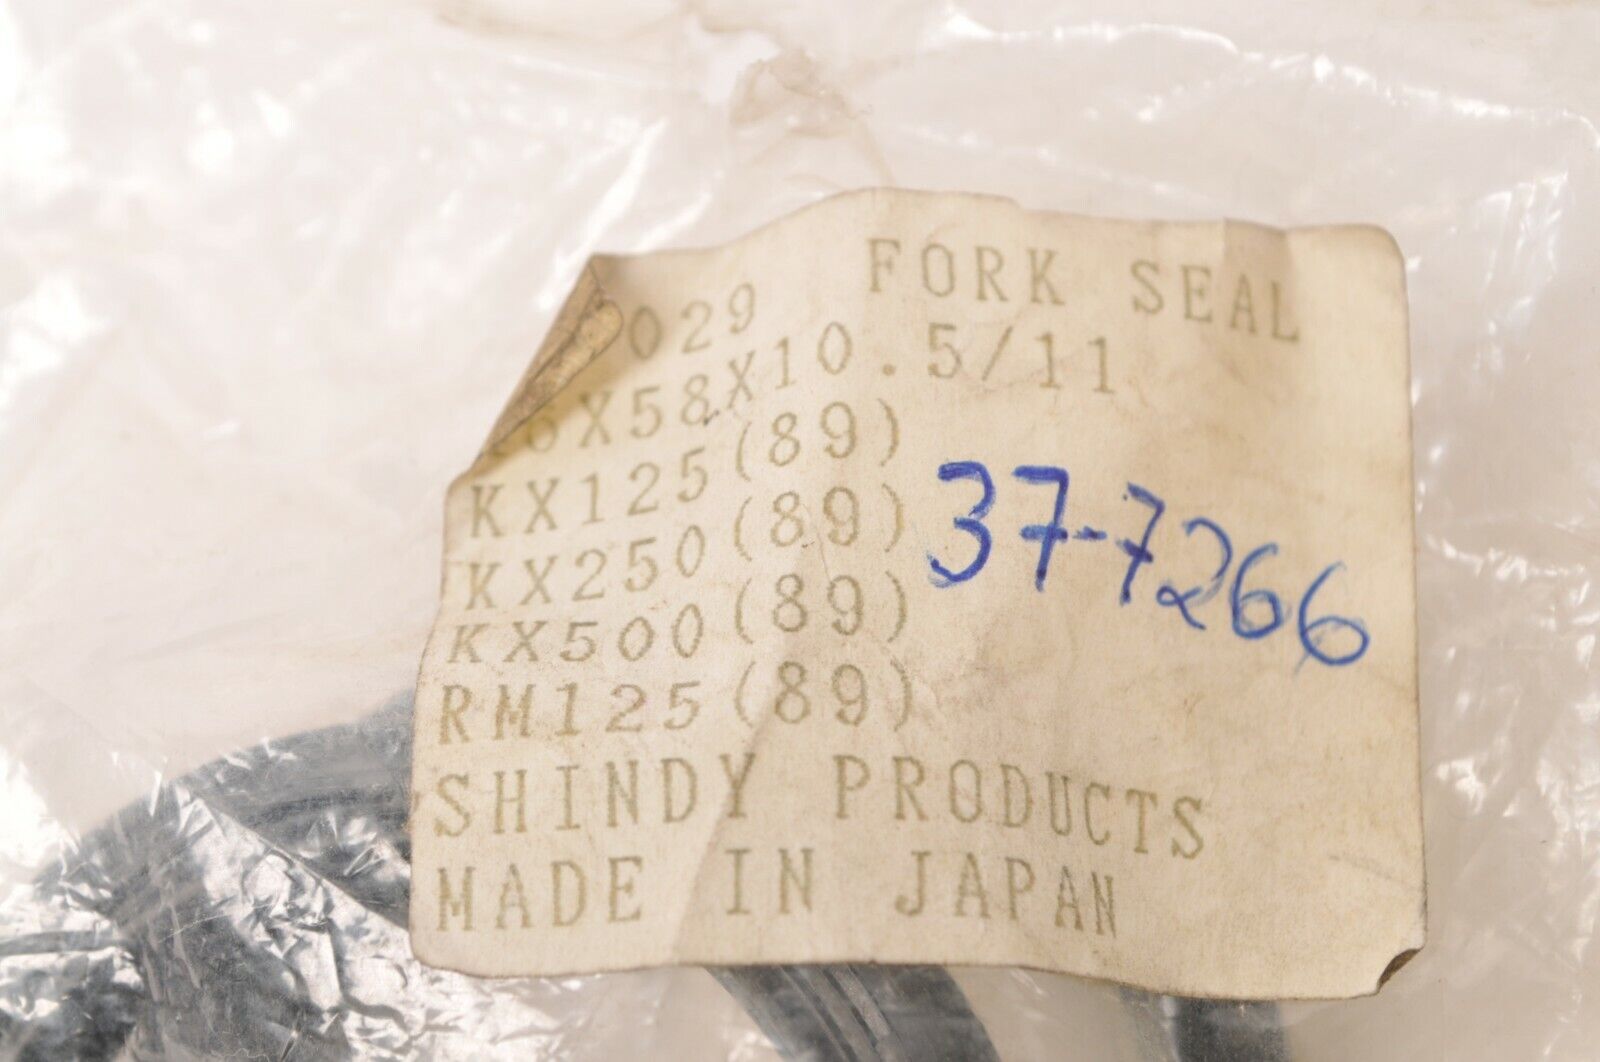 029 FORK SEAL
6X58X10.5/11
KX125(89)
KX250(89)
KX500(89)
RM125(89)
37-7266
SHINDY PRODUCTS
MADE IN JAPAN